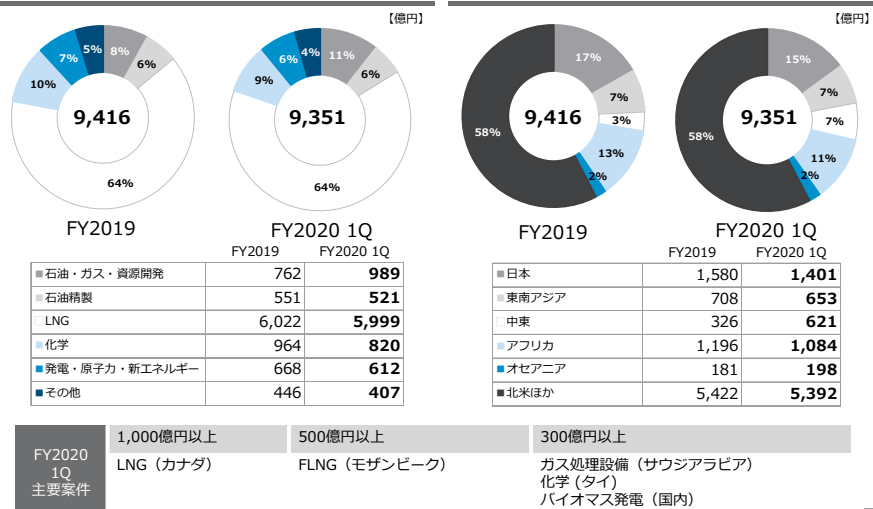 【億円】
5%
8%
7%
6%
10%
9,416
64%
FY2019
4%
11%
6%
6%
9%
9,351
64%
FY2020 1Q
FY2019 FY2020 1Q
石油・ガス・資源開発 762 989
石油精製 551 521
LNG 6,022 5,999
化学 964 820
発電・原子力・新エネルギー 668 612
その他 446 407
【億円】
17%
7%
3%
58%
9,416
13%
2%
FY2019
15%
7%
7%
58%
9,351
11%
2%
FY2020 1Q
FY2019 FY2020 1Q
日本 1,580 1,401
東南アジア 708 653
中東 326 621
アフリカ 1,196 1,084
オセアニア 181 198
北米ほか 5,422 5,392
FY2020
1Q
主要案件
1,000億円以上 500億円以上 300億円以上
LNG（カナダ） FLNG（モザンビーク） ガス処理設備（サウジアラビア）
化学 (タイ)
バイオマス発電（国内）